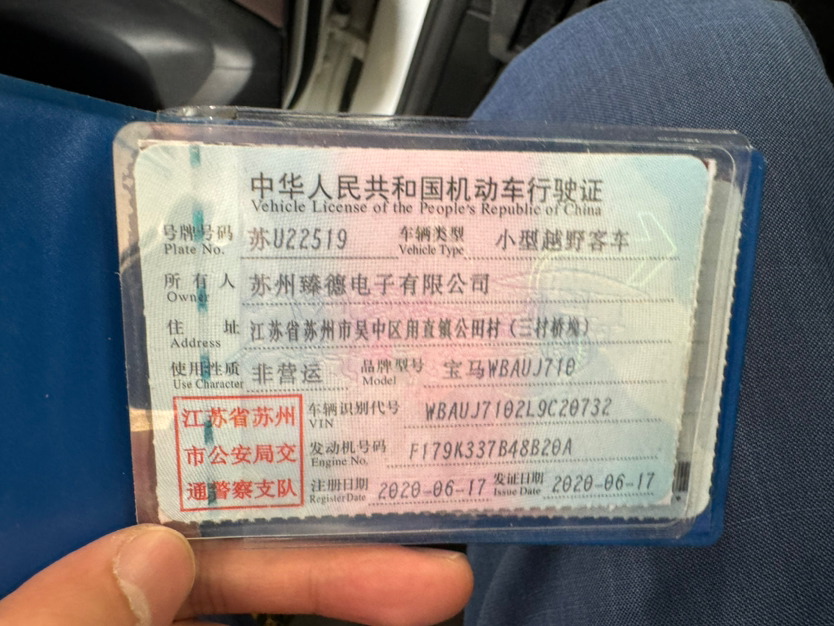 中华人民共和国机动车行驶证
Vehicle License of the People's Republic of China
号牌号码 苏U22519 车辆类型 小型越野客车
Plate No. Vehicle Type
所有人 苏州臻德电子有限公司
Owner
住址 江苏省苏州市吴中区甪直镇公田村（三村桥堍）
Address
使用性质 非营运 品牌型号 宝马WBAUJ710
Use Character Model
江苏省苏州
市公安局交
通警察支队
车辆识别代号 WBAUJ7102L9C20732
VIN
发动机号码 F179K337B48B20A
Engine No.
注册日期 2020-06-17 发证日期 2020-06-17
Register Date Issue Date